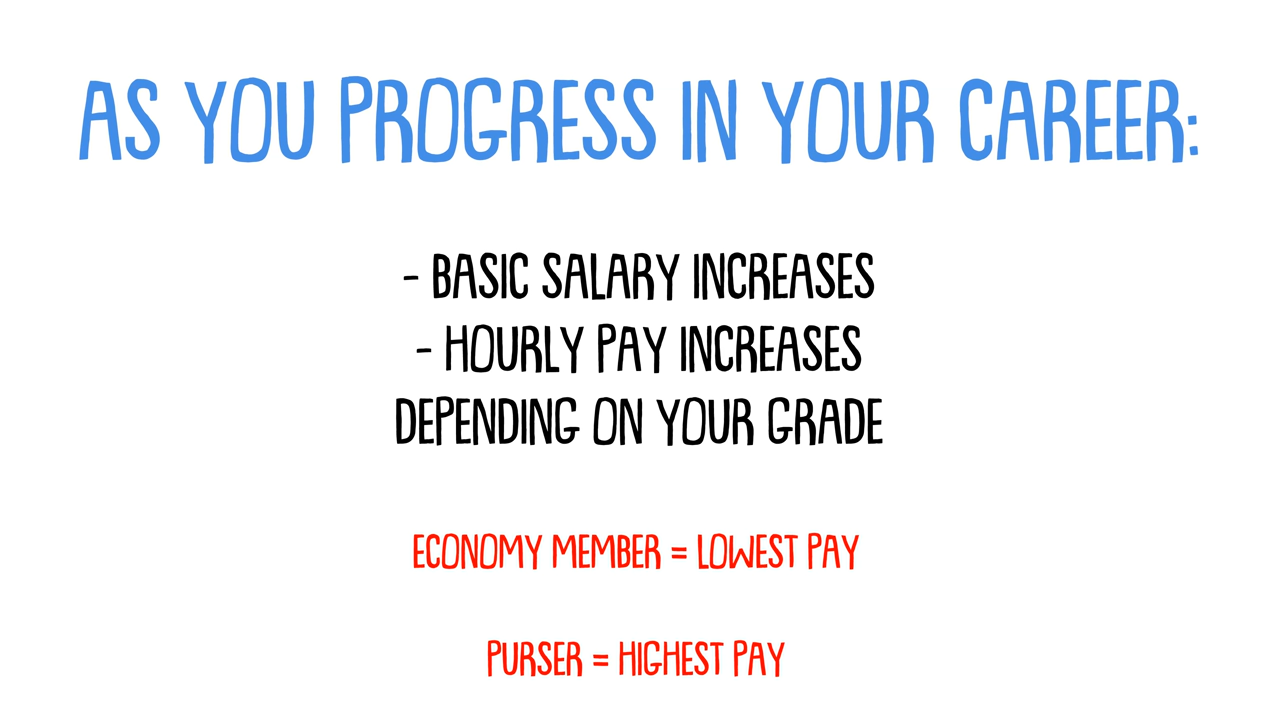 AS YOU PROGRESS IN YOUR CAREER:
- BASIC SALARY INCREASES
- HOURLY PAY INCREASES
DEPENDING ON YOUR GRADE
ECONOMY MEMBER = LOWEST PAY
PURSER = HIGHEST PAY